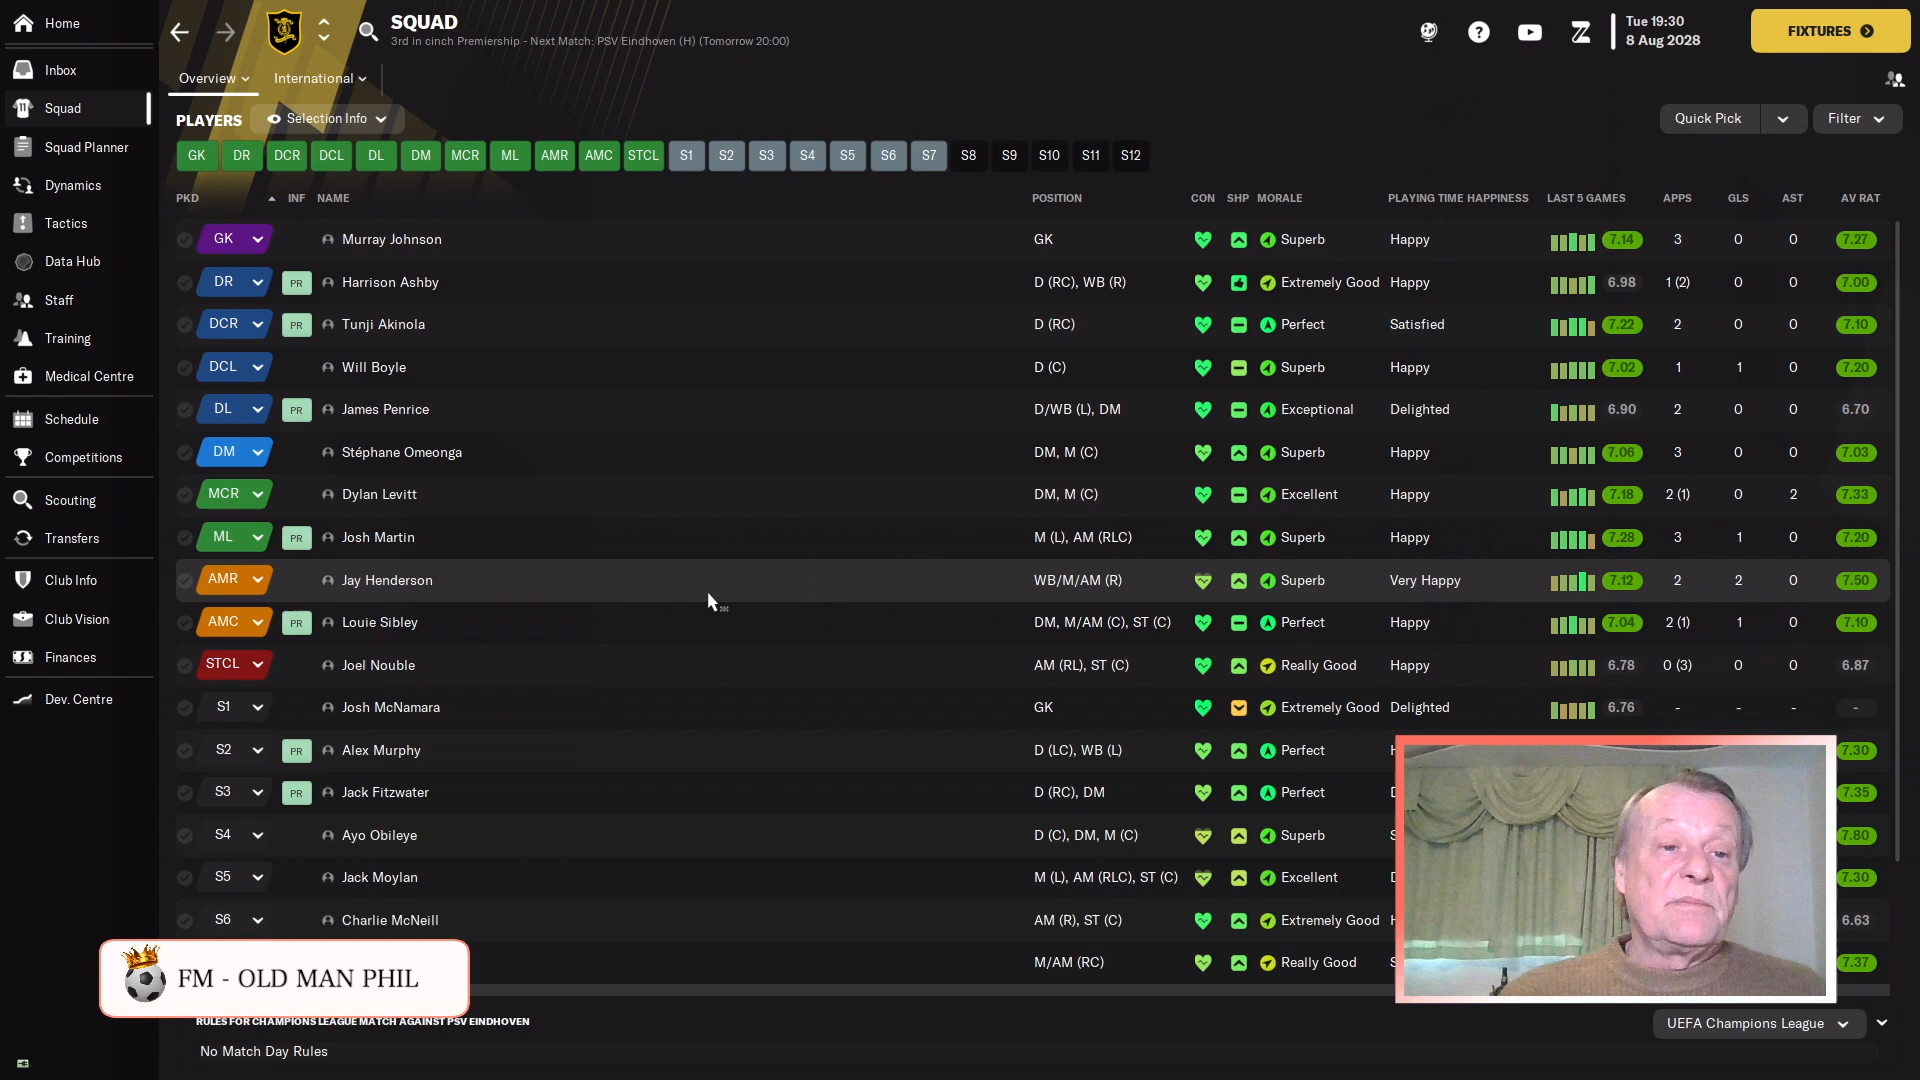 Home
Inbox
Squad
Squad Planner
Dynamics
Tactics
Data Hub
Staff
Training
Medical Centre
Schedule
Competitions
Scouting
Transfers
Club Info
Club Vision
Finances
Dev. Centre
SQUAD
3rd in cinch Premiership - Next Match: PSV Eindhoven (H) (Tomorrow 20:00)
Tue 19:30
8 Aug 2028
FIXTURES
Overview International
PLAYERS Selection Info Quick Pick Filter
GK DR DCR DCL DL DM MCR ML AMR AMC STCL S1 S2 S3 S4 S5 S6 S7 S8 S9 S10 S11 S12
PKD INF NAME POSITION CON SHP MORALE PLAYING TIME HAPPINESS LAST 5 GAMES APPS GLS AST AV RAT
GK Murray Johnson GK Superb Happy 7.14 3 0 0 7.27
DR PR Harrison Ashby D (RC), WB (R) Extremely Good Happy 6.98 1 (2) 0 0 7.00
DCR PR Tunji Akinola D (RC) Perfect Satisfied 7.22 2 0 0 7.10
DCL Will Boyle D (C) Superb Happy 7.02 1 1 0 7.20
DL PR James Penrice D/WB (L), DM Exceptional Delighted 6.90 2 0 0 6.70
DM Stéphane Omeonga DM, M (C) Superb Happy 7.06 3 0 0 7.03
MCR Dylan Levitt DM, M (C) Excellent Happy 7.18 2 (1) 0 2 7.33
ML PR Josh Martin M (L), AM (RLC) Superb Happy 7.28 3 1 0 7.20
AMR Jay Henderson WB/M/AM (R) Superb Very Happy 7.12 2 2 0 7.50
AMC PR Louie Sibley DM, M/AM (C), ST (C) Perfect Happy 7.04 2 (1) 1 0 7.10
STCL Joel Nouble AM (RL), ST (C) Really Good Happy 6.78 0 (3) 0 0 6.87
S1 Josh McNamara GK Extremely Good Delighted 6.76 - - - -
S2 PR Alex Murphy D (LC), WB (L) Perfect 7.30
S3 PR Jack Fitzwater D (RC), DM Perfect 7.35
S4 Ayo Obileye D (C), DM, M (C) Superb 7.80
S5 Jack Moylan M (L), AM (RLC), ST (C) Excellent 7.30
S6 Charlie McNeill AM (R), ST (C) Extremely Good 6.63
M/AM (RC) Really Good 7.37
FM - OLD MAN PHIL
RULES FOR CHAMPIONS LEAGUE MATCH AGAINST PSV EINDHOVEN
UEFA Champions League
No Match Day Rules